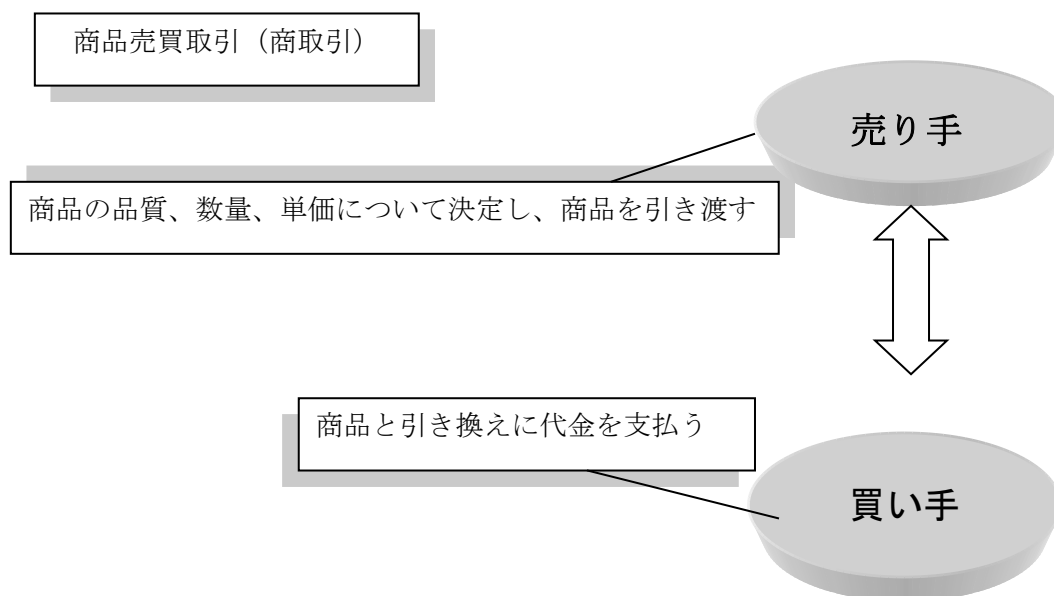 商品売買取引（商取引）
売り手
商品の品質、数量、単価について決定し、商品を引き渡す
商品と引き換えに代金を支払う
買い手